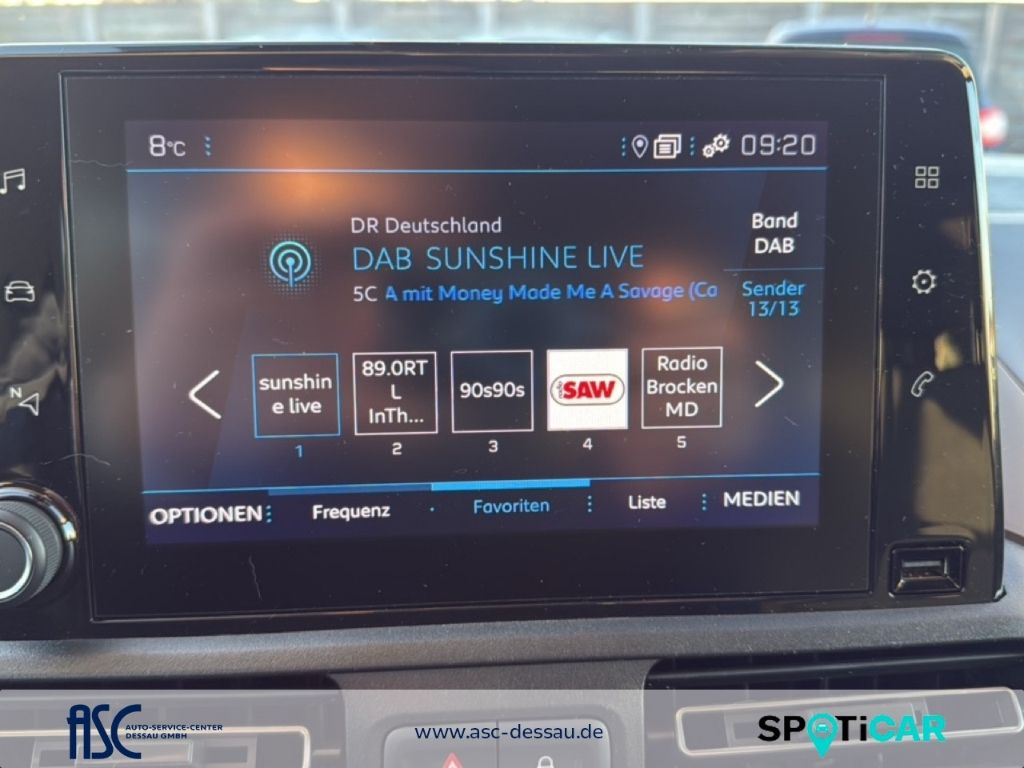 8°C
09:20
DR Deutschland
DAB SUNSHINE LIVE
5C A mit Money Made Me A Savage (Ca
Band
DAB
Sender
13/13
sunshin
e live
1
89.0RT
L
InTh...
2
90s90s
3
radio
SAW
4
Radio
Brocken
MD
5
N
OPTIONEN
Frequenz
Favoriten
Liste
MEDIEN
ASC
AUTO-SERVICE-CENTER
DESSAU GMBH
www.asc-dessau.de
SPOTiCAR